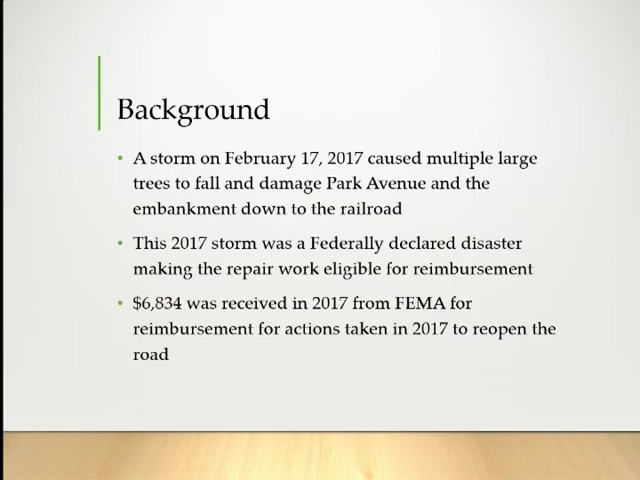 Background
• A storm on February 17, 2017 caused multiple large
trees to fall and damage Park Avenue and the
embankment down to the railroad
• This 2017 storm was a Federally declared disaster
making the repair work eligible for reimbursement
• $6,834 was received in 2017 from FEMA for
reimbursement for actions taken in 2017 to reopen the
road